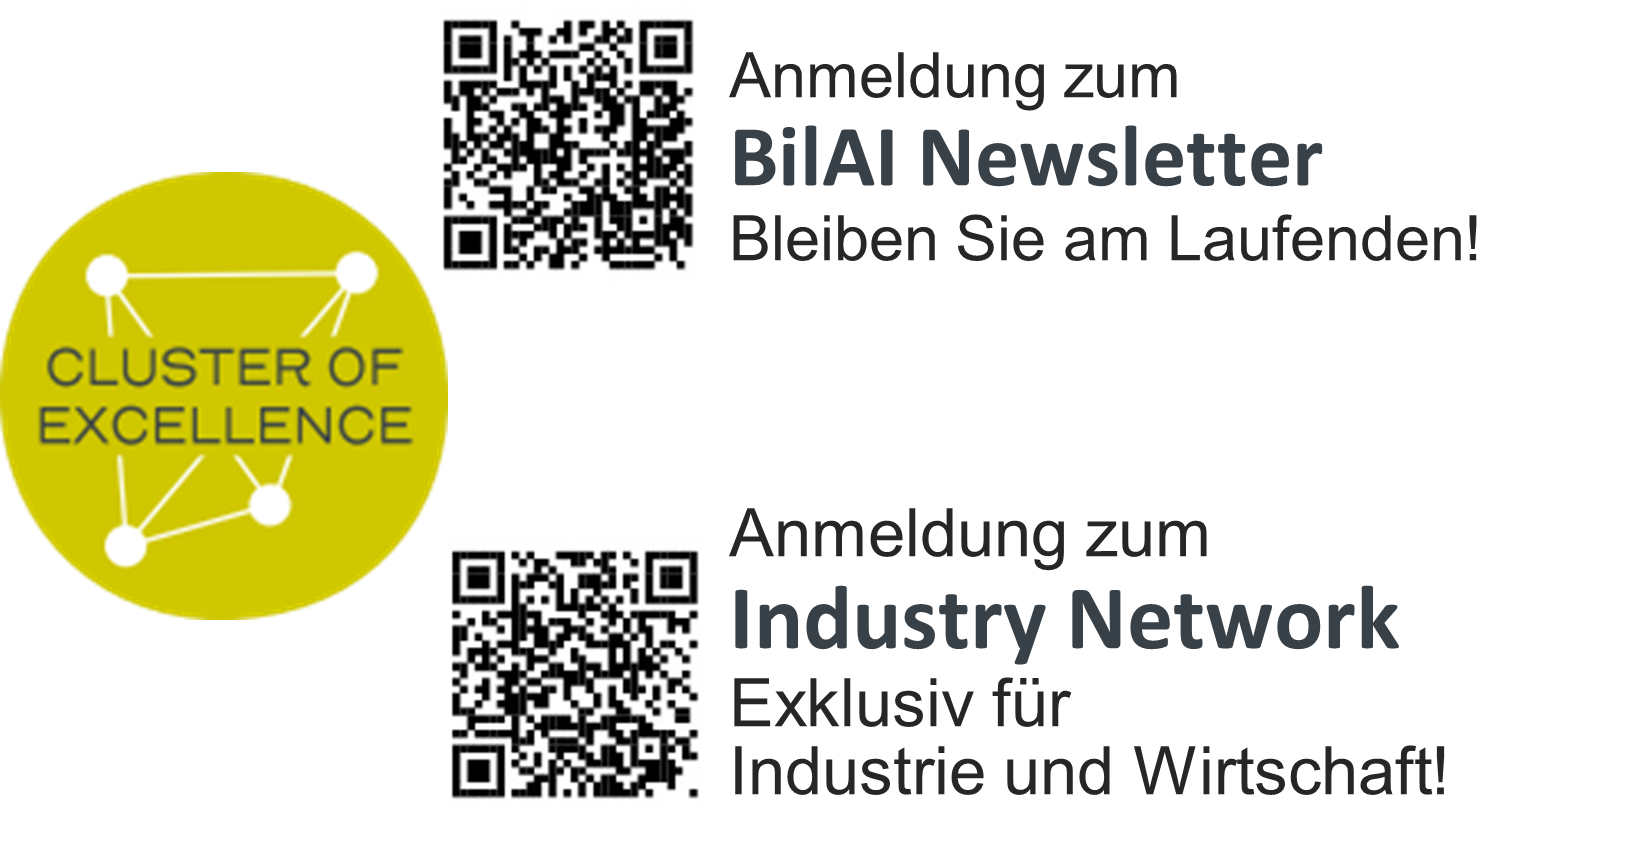 Anmeldung zum
BilAI Newsletter
Bleiben Sie am Laufenden!
CLUSTER OF
EXCELLENCE
Anmeldung zum
Industry Network
Exklusiv für
Industrie und Wirtschaft!